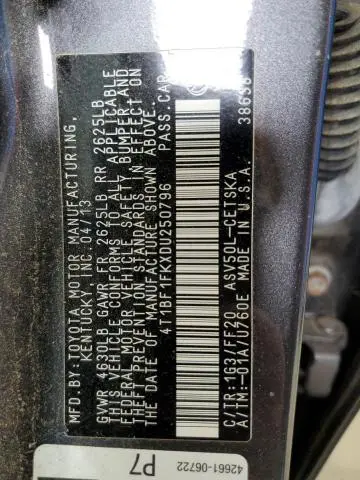 MFD.BY:TOYOTA MOTOR MANUFACTURING,
KENTUCKY, INC.04/13
GVWR 4630LB GAWR FR 2625LB RR 2625LB
THIS VEHICLE CONFORMS TO ALL APPLICABLE
FEDERAL MOTOR VEHICLE SAFETY, BUMPER, AND
THEFT PREVENTION STANDARDS IN EFFECT ON
THE DATE OF MANUFACTURE SHOWN ABOVE.
4T1BF1FKXDU250796 PASS.CAR
C/TR:1G3/FF20 ASV50L-CETSKA
A/TM:-01A/U760E MADE IN U.S.A.
42661-06722
P7